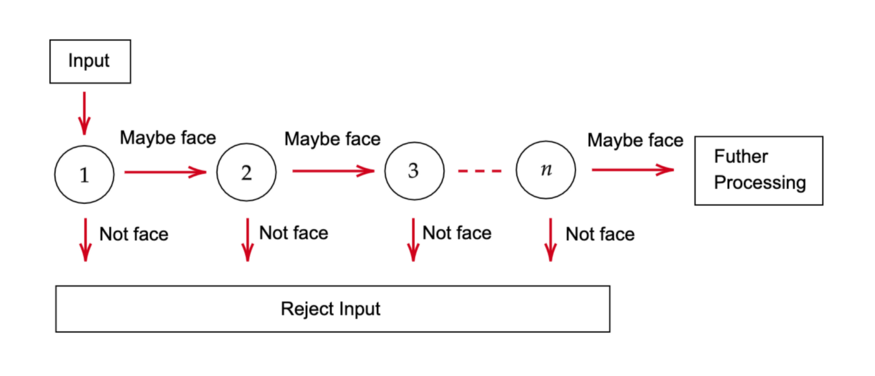 Input
Maybe face
Maybe face
Maybe face
1
2
3
n
Futher
Processing
Not face
Not face
Not face
Not face
Reject Input